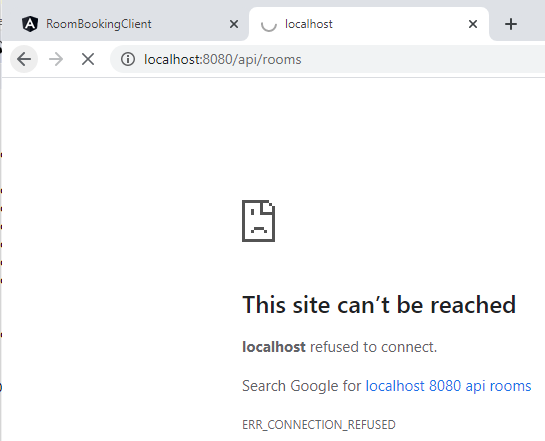 RoomBookingClient
localhost
localhost:8080/api/rooms
This site can’t be reached
localhost refused to connect.
Search Google for localhost 8080 api rooms
ERR_CONNECTION_REFUSED